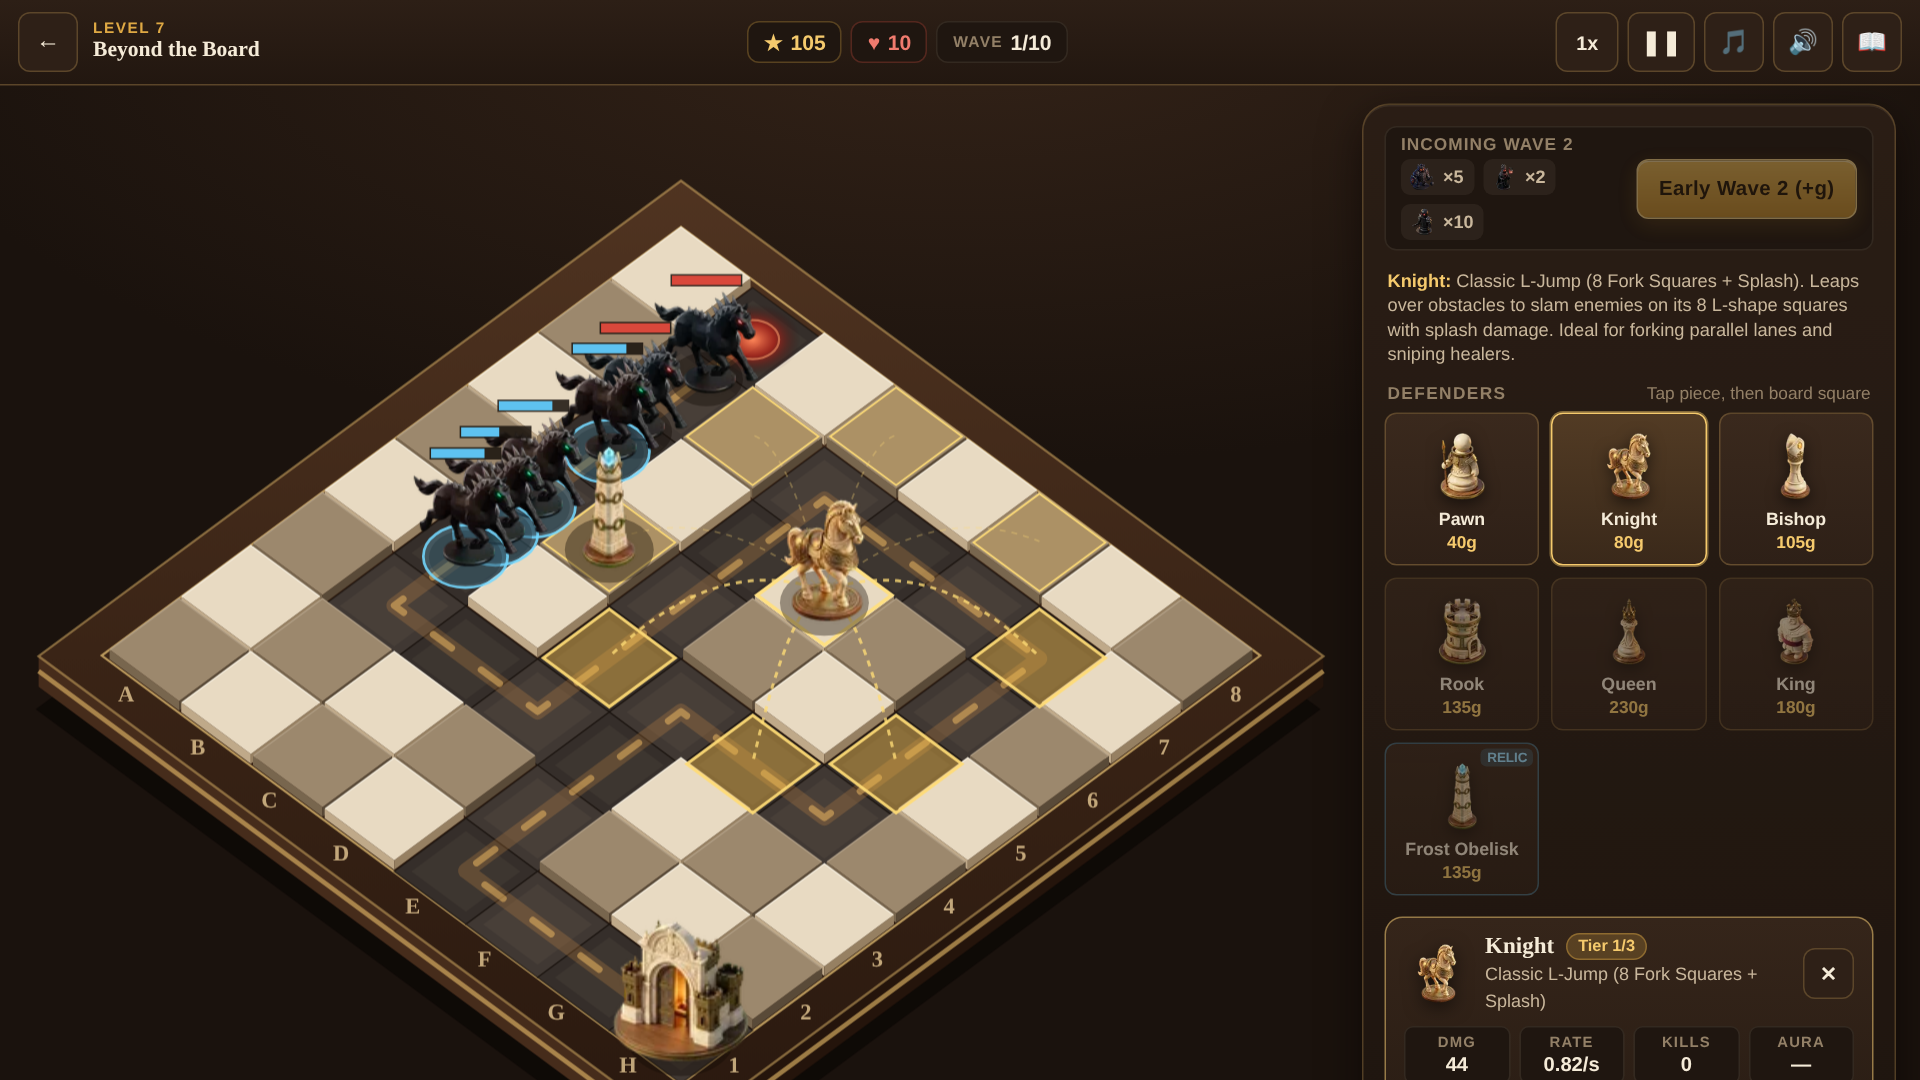 ←
LEVEL 7
Beyond the Board
★ 105
♥ 10
WAVE 1/10
1x
INCOMING WAVE 2
×5
×2
×10
Early Wave 2 (+g)
Knight: Classic L-Jump (8 Fork Squares + Splash). Leaps
over obstacles to slam enemies on its 8 L-shape squares
with splash damage. Ideal for forking parallel lanes and
sniping healers.
DEFENDERS
Tap piece, then board square
Pawn
40g
Knight
80g
Bishop
105g
Rook
135g
Queen
230g
King
180g
RELIC
Frost Obelisk
135g
Knight
Tier 1/3
Classic L-Jump (8 Fork Squares +
Splash)
✕
DMG
44
RATE
0.82/s
KILLS
0
AURA
—
A
B
C
D
E
F
G
H
8
7
6
5
4
3
2
1